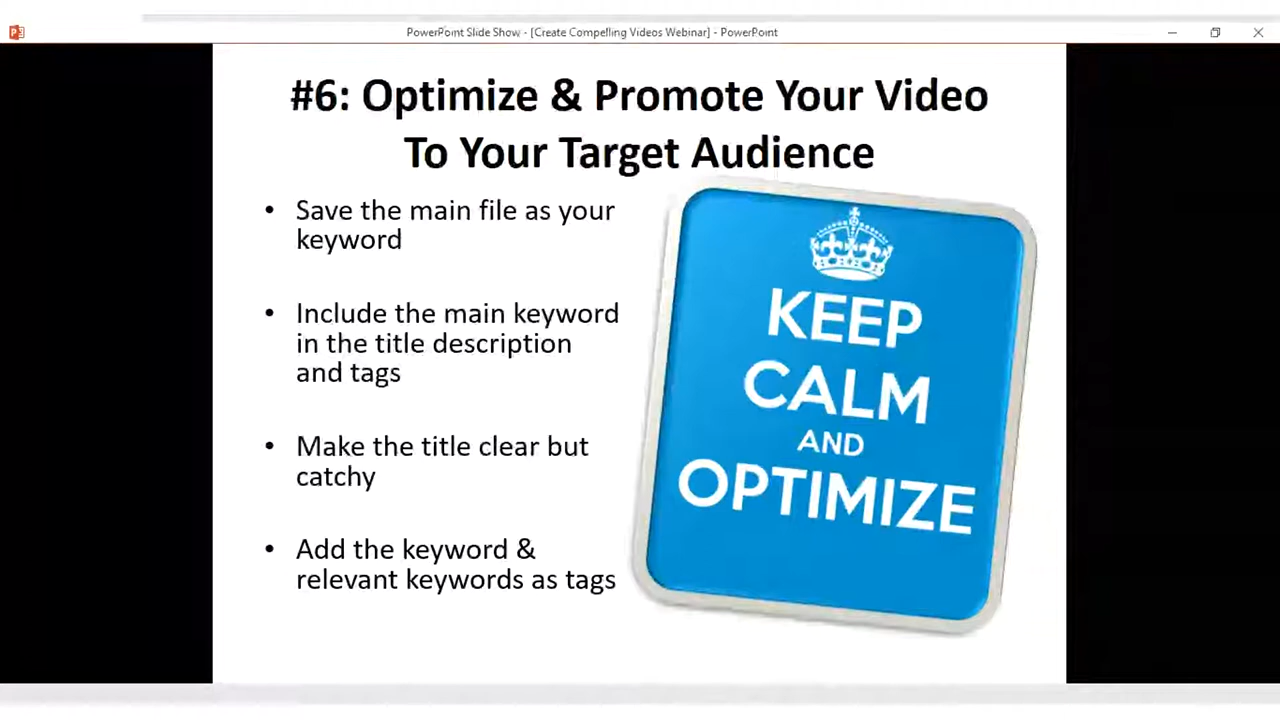 PowerPoint Slide Show - [Create Compelling Videos Webinar] - PowerPoint
#6: Optimize & Promote Your Video
To Your Target Audience
• Save the main file as your
keyword
• Include the main keyword
in the title description
and tags
• Make the title clear but
catchy
• Add the keyword &
relevant keywords as tags
KEEP
CALM
AND
OPTIMIZE